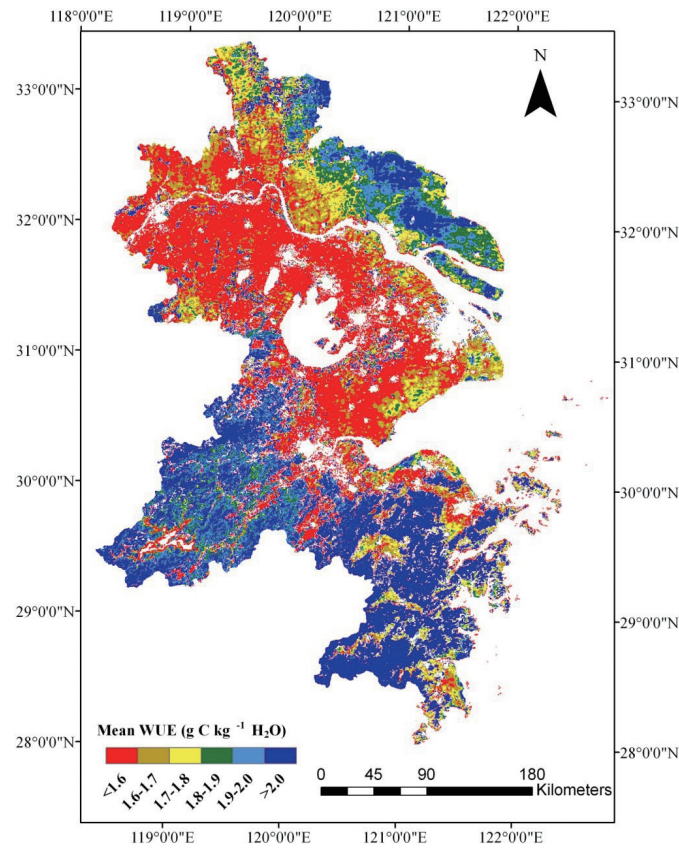 118°0'0"E 119°0'0"E 120°0'0"E 121°0'0"E 122°0'0"E
N
33°0'0"N 33°0'0"N
32°0'0"N 32°0'0"N
31°0'0"N 31°0'0"N
30°0'0"N 30°0'0"N
29°0'0"N 29°0'0"N
28°0'0"N 28°0'0"N
Mean WUE (g C kg⁻¹ H₂O)
<1.6 1.6-1.7 1.7-1.8 1.8-1.9 1.9-2.0 >2.0
0 45 90 180
Kilometers
119°0'0"E 120°0'0"E 121°0'0"E 122°0'0"E